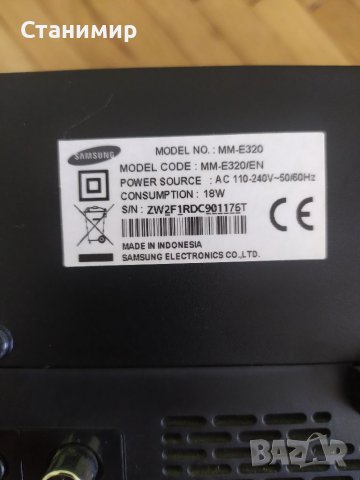 Станимир
SAMSUNG
MODEL NO. : MM-E320
MODEL CODE : MM-E320/EN
POWER SOURCE : AC 110-240V~50/60Hz
CONSUMPTION : 18W
S/N : ZW2F1RDC901176T
CE
MADE IN INDONESIA
SAMSUNG ELECTRONICS CO.,LTD.
BAZAR